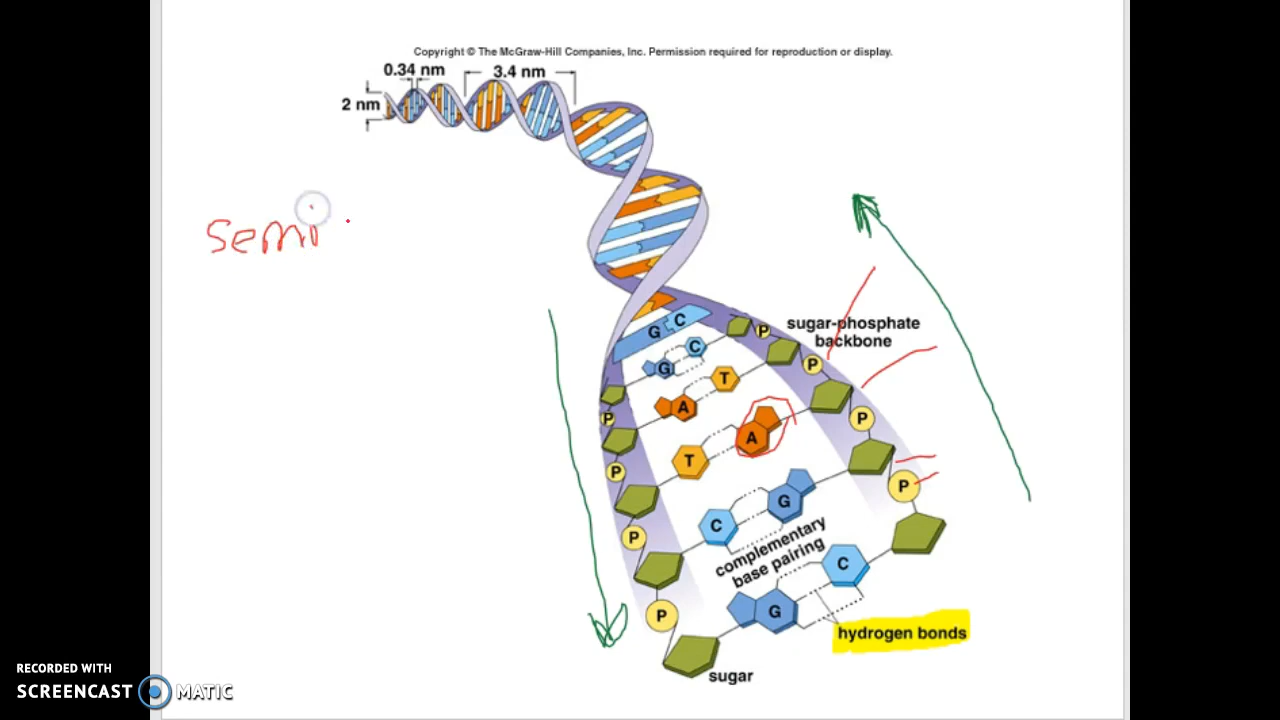 Copyright © The McGraw-Hill Companies, Inc. Permission required for reproduction or display.
0.34 nm
3.4 nm
2 nm
semi
sugar-phosphate
backbone
G C
P
C
G
P
T
P
A
P
A
T
P
P
G
P
C
P
complementary
base pairing
C
P
G
hydrogen bonds
sugar
RECORDED WITH
SCREENCAST MATIC